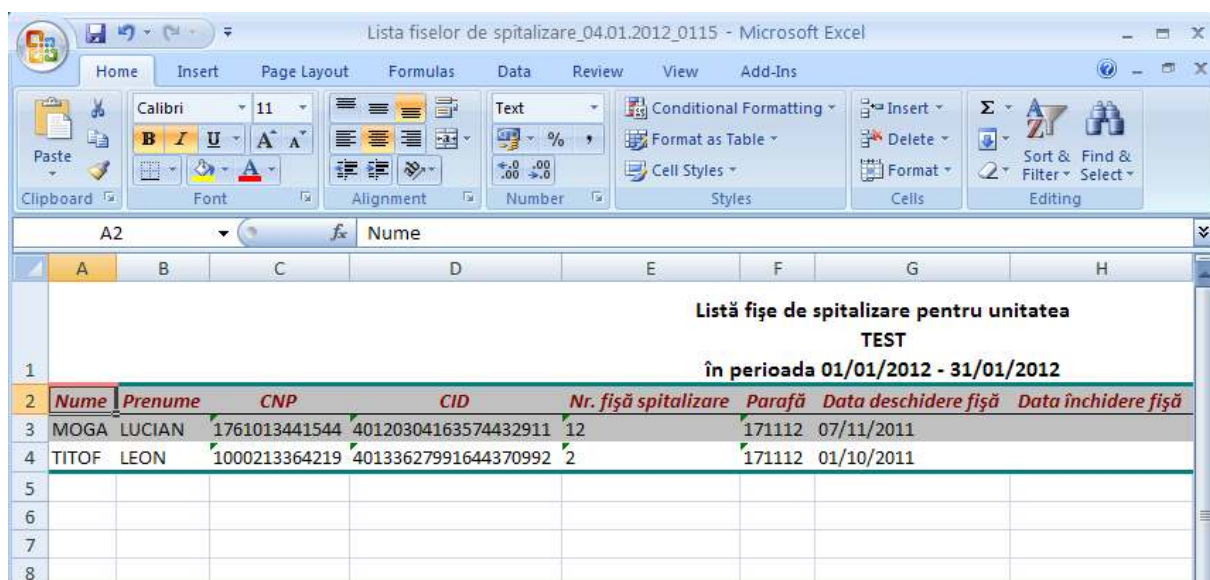 Lista fiselor de spitalizare_04.01.2012_0115 - Microsoft Excel
Home Insert Page Layout Formulas Data Review View Add-Ins
Paste
Clipboard
Calibri 11
B I U A A
A
Font
Alignment
Text
% ,
.0 .00 .00 .0
Number
Conditional Formatting
Format as Table
Cell Styles
Styles
Insert
Delete
Format
Cells
Σ
A Z
Sort & Filter Find & Select
Editing
A2 fx Nume
A B C D E F G H
Listă fişe de spitalizare pentru unitatea
TEST
1 în perioada 01/01/2012 - 31/01/2012
2 Nume Prenume CNP CID Nr. fişă spitalizare Parafă Data deschidere fişă Data închidere fişă
3 MOGA LUCIAN 1761013441544 40120304163574432911 12 171112 07/11/2011
4 TITOF LEON 1000213364219 40133627991644370992 2 171112 01/10/2011
5
6
7
8